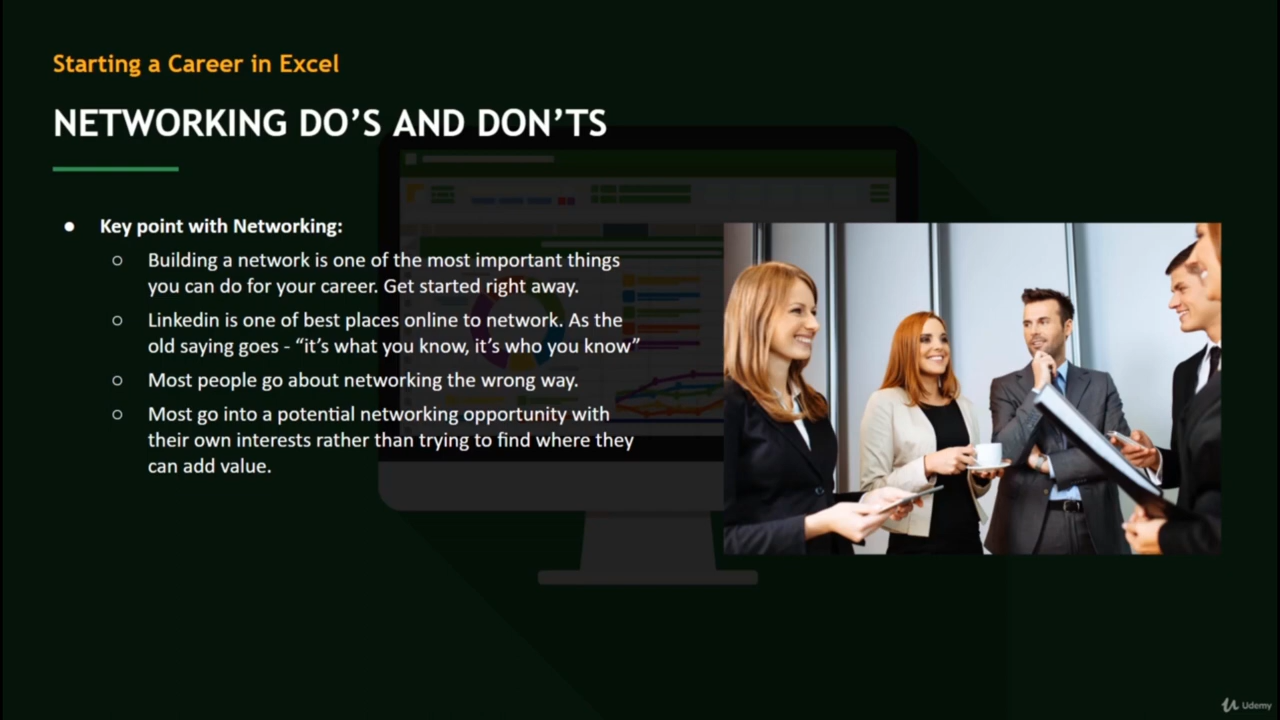 Starting a Career in Excel
NETWORKING DO’S AND DON’TS
● Key point with Networking:
○ Building a network is one of the most important things
you can do for your career. Get started right away.
○ Linkedin is one of best places online to network. As the
old saying goes - “it’s what you know, it’s who you know”
○ Most people go about networking the wrong way.
○ Most go into a potential networking opportunity with
their own interests rather than trying to find where they
can add value.
Udemy